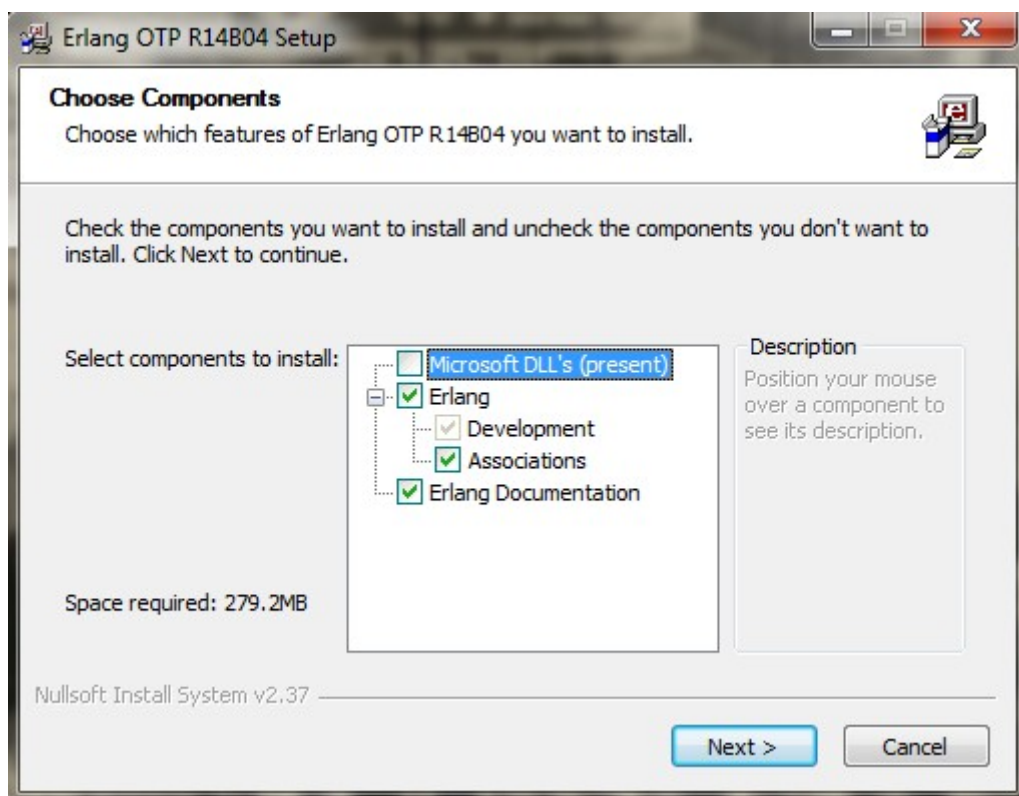 Erlang OTP R14B04 Setup
Choose Components
Choose which features of Erlang OTP R14B04 you want to install.
Check the components you want to install and uncheck the components you don't want to
install. Click Next to continue.
Select components to install:
Microsoft DLL's (present)
Erlang
Development
Associations
Erlang Documentation
Description
Position your mouse
over a component to
see its description.
Space required: 279.2MB
Nullsoft Install System v2.37
Next >
Cancel